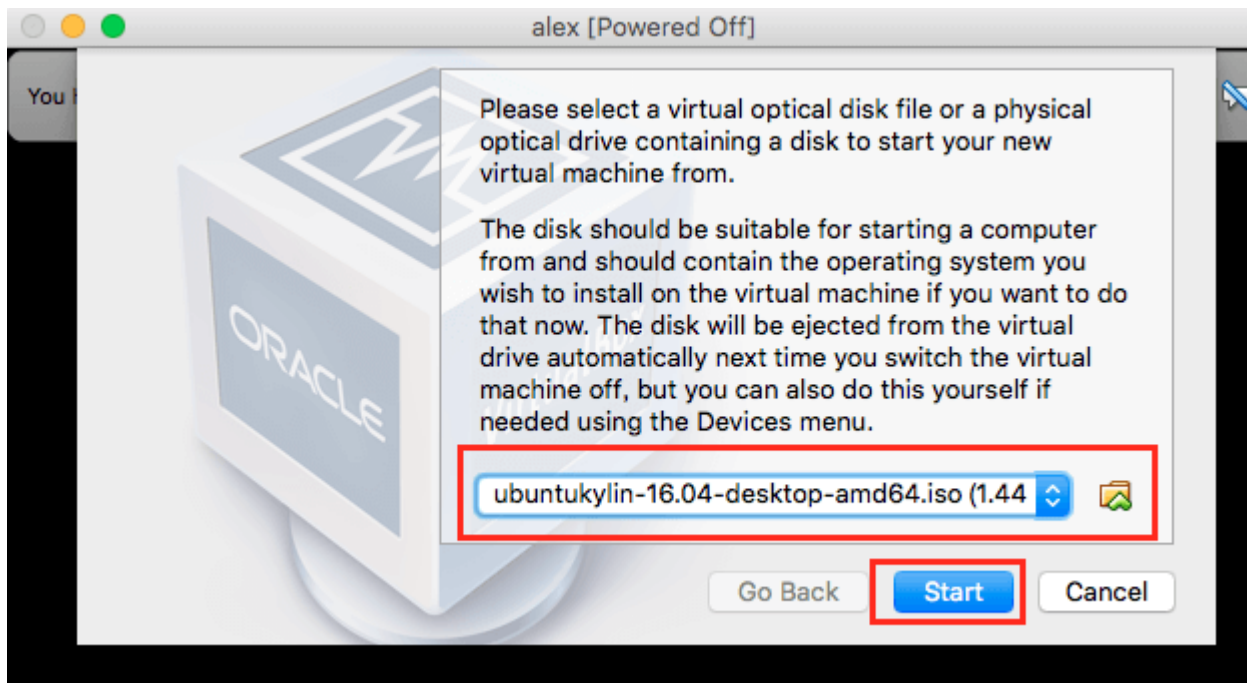 alex [Powered Off]
You
Please select a virtual optical disk file or a physical
optical drive containing a disk to start your new
virtual machine from.
The disk should be suitable for starting a computer
from and should contain the operating system you
wish to install on the virtual machine if you want to do
that now. The disk will be ejected from the virtual
drive automatically next time you switch the virtual
machine off, but you can also do this yourself if
needed using the Devices menu.
ORACLE
ubuntukylin-16.04-desktop-amd64.iso (1.44
Go Back
Start
Cancel